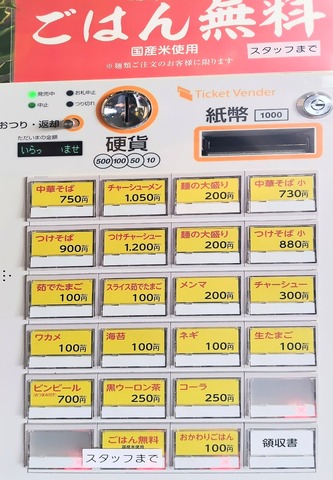 ごはん無料
国産米使用
※麺類ご注文のお客様に限ります
スタッフまで
発売中
お札中止
中止
つり切れ
おつり・返却
ただいまの金額
いらっ
ませ
硬貨
500 100 50 10
Ticket Vender
紙幣 1000
中華そば
750円
チャーシューメン
1,050円
麺の大盛り
200円
中華そば 小
730円
つけそば
900円
つけチャーシュー
1,200円
麺の大盛り
200円
つけそば 小
880円
茹でたまご
100円
スライス茹でたまご
100円
メンマ
200円
チャーシュー
300円
ワカメ
100円
海苔
100円
ネギ
100円
生たまご
100円
ビンビール
700円
黒ウーロン茶
250円
コーラ
250円
ごはん無料
国産米使用
スタッフまで
おかわりごはん
100円
領収書